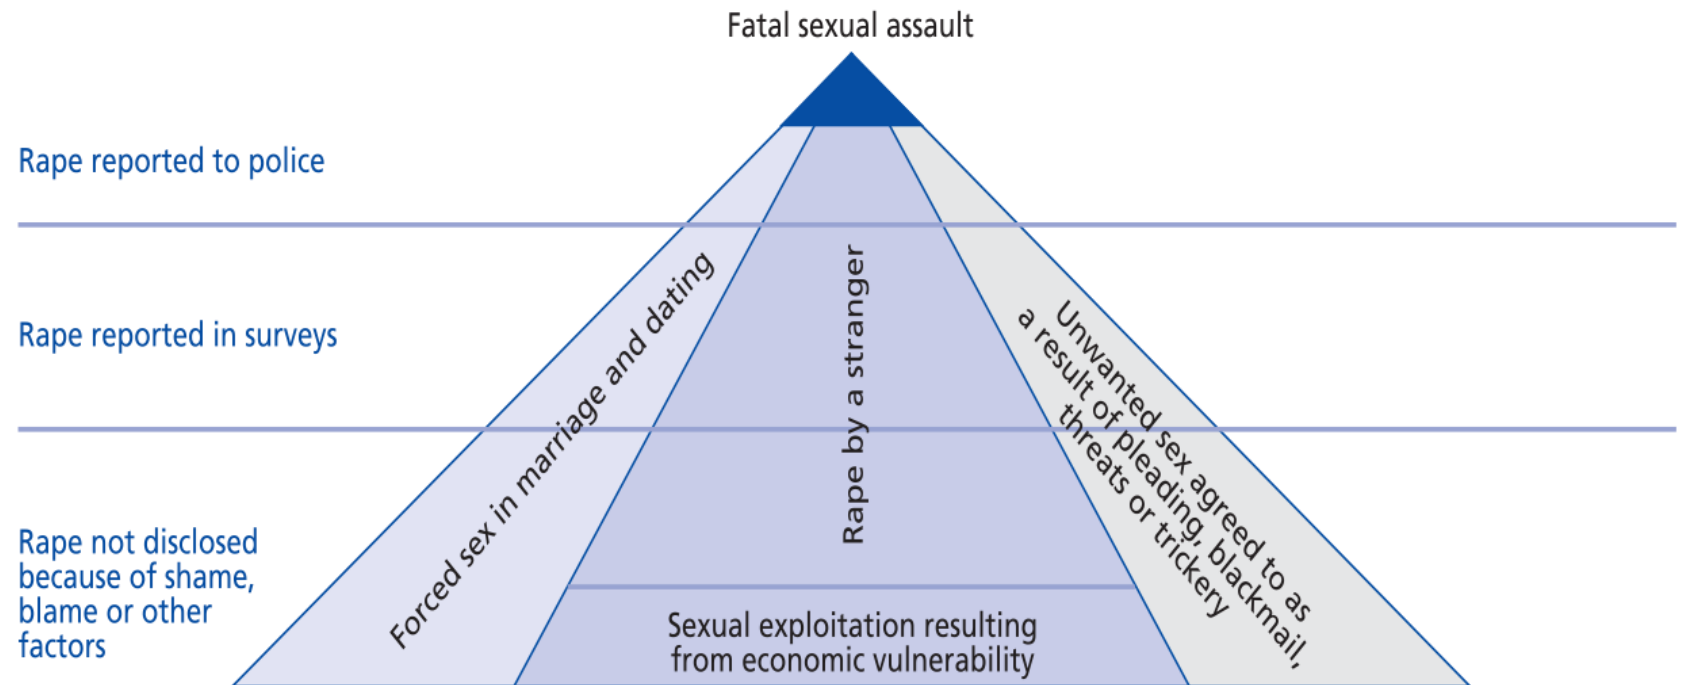 Fatal sexual assault
Rape reported to police
Rape reported in surveys
Rape not disclosed
because of shame,
blame or other
factors
Forced sex in marriage and dating
Rape by a stranger
Unwanted sex agreed to as
a result of pleading, blackmail,
threats or trickery
Sexual exploitation resulting
from economic vulnerability